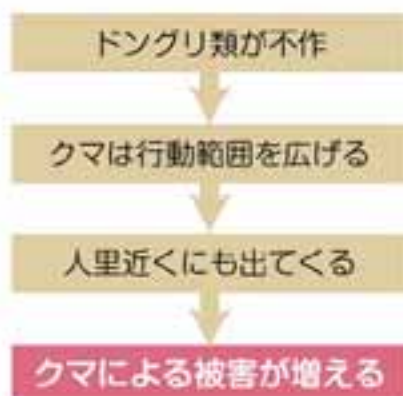 ドングリ類が不作
クマは行動範囲を広げる
人里近くにも出てくる
クマによる被害が増える